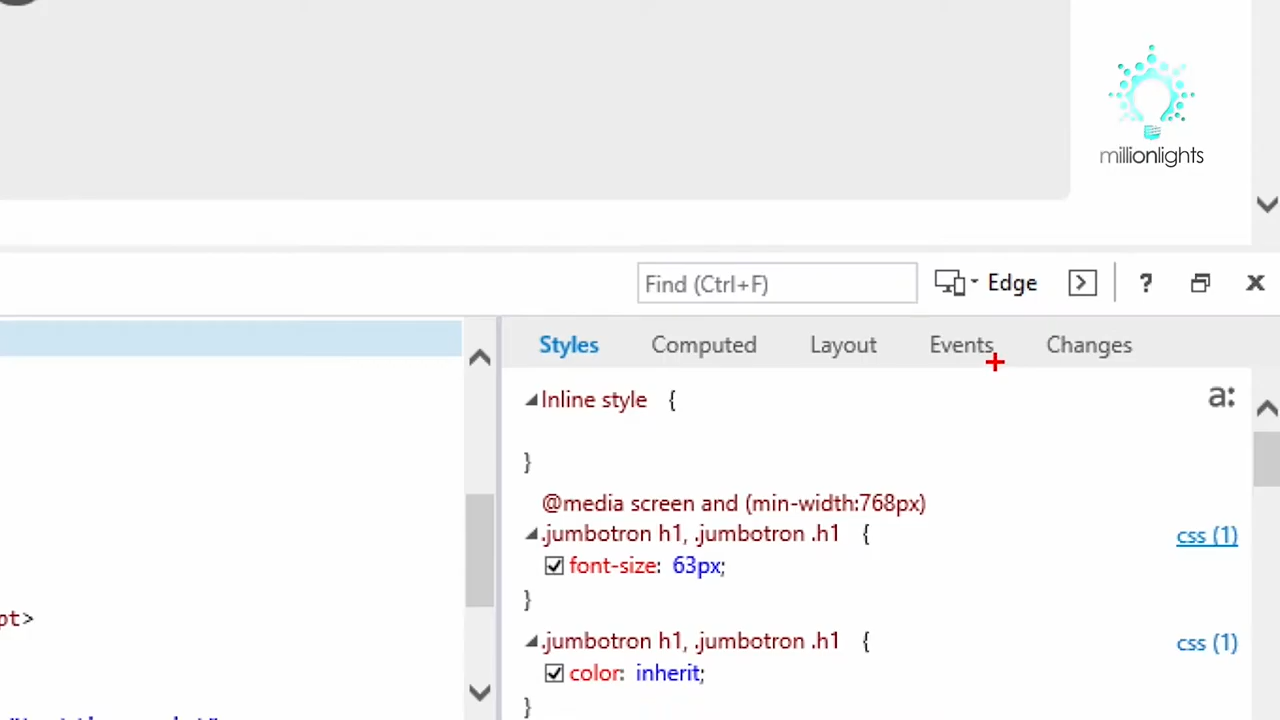 millionlights
Find (Ctrl+F) Edge ?
Styles Computed Layout Events Changes
Inline style {
a:
}
@media screen and (min-width:768px)
.jumbotron h1, .jumbotron .h1 { css (1)
font-size: 63px;
}
pt>
.jumbotron h1, .jumbotron .h1 { css (1)
color: inherit;
}